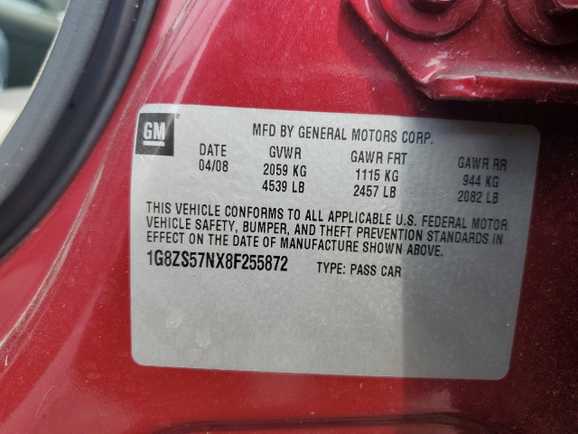 GM
MFD BY GENERAL MOTORS CORP.
DATE GVWR GAWR FRT GAWR RR
04/08 2059 KG 1115 KG 944 KG
4539 LB 2457 LB 2082 LB
THIS VEHICLE CONFORMS TO ALL APPLICABLE U.S. FEDERAL MOTOR
VEHICLE SAFETY, BUMPER, AND THEFT PREVENTION STANDARDS IN
EFFECT ON THE DATE OF MANUFACTURE SHOWN ABOVE.
1G8ZS57NX8F255872 TYPE: PASS CAR